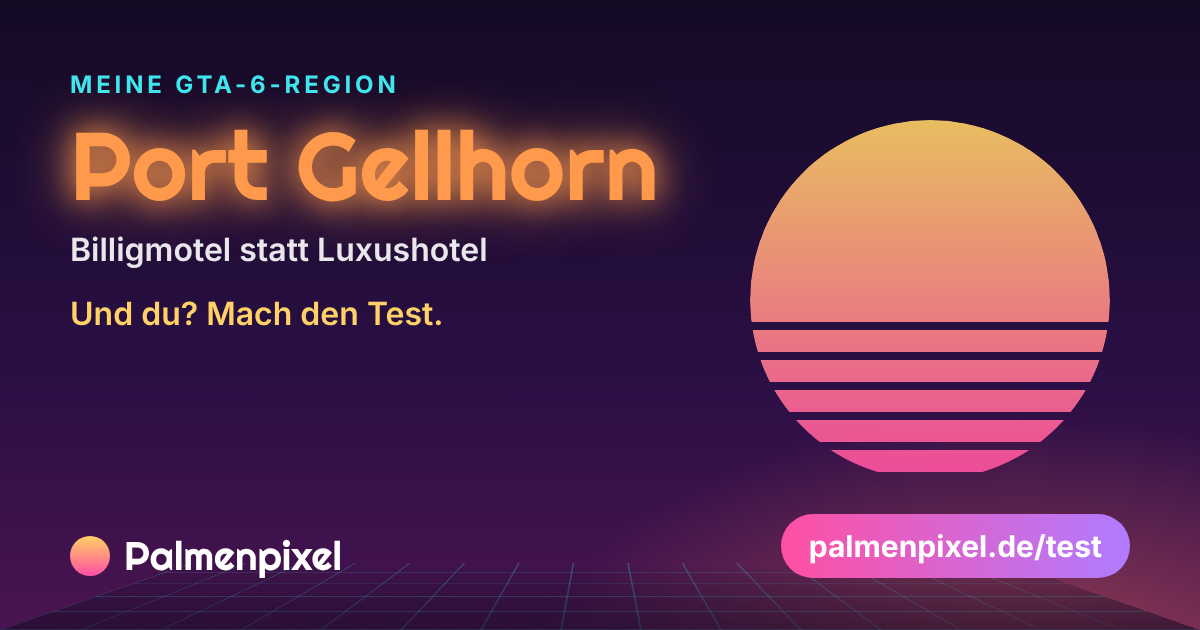 MEINE GTA-6-REGION
Port Gellhorn
Billigmotel statt Luxushotel
Und du? Mach den Test.
Palmenpixel
palmenpixel.de/test